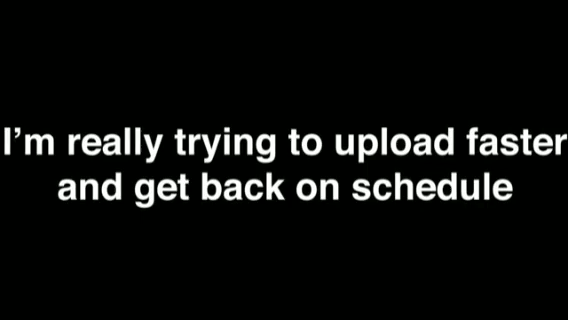 I’m really trying to upload faster
and get back on schedule